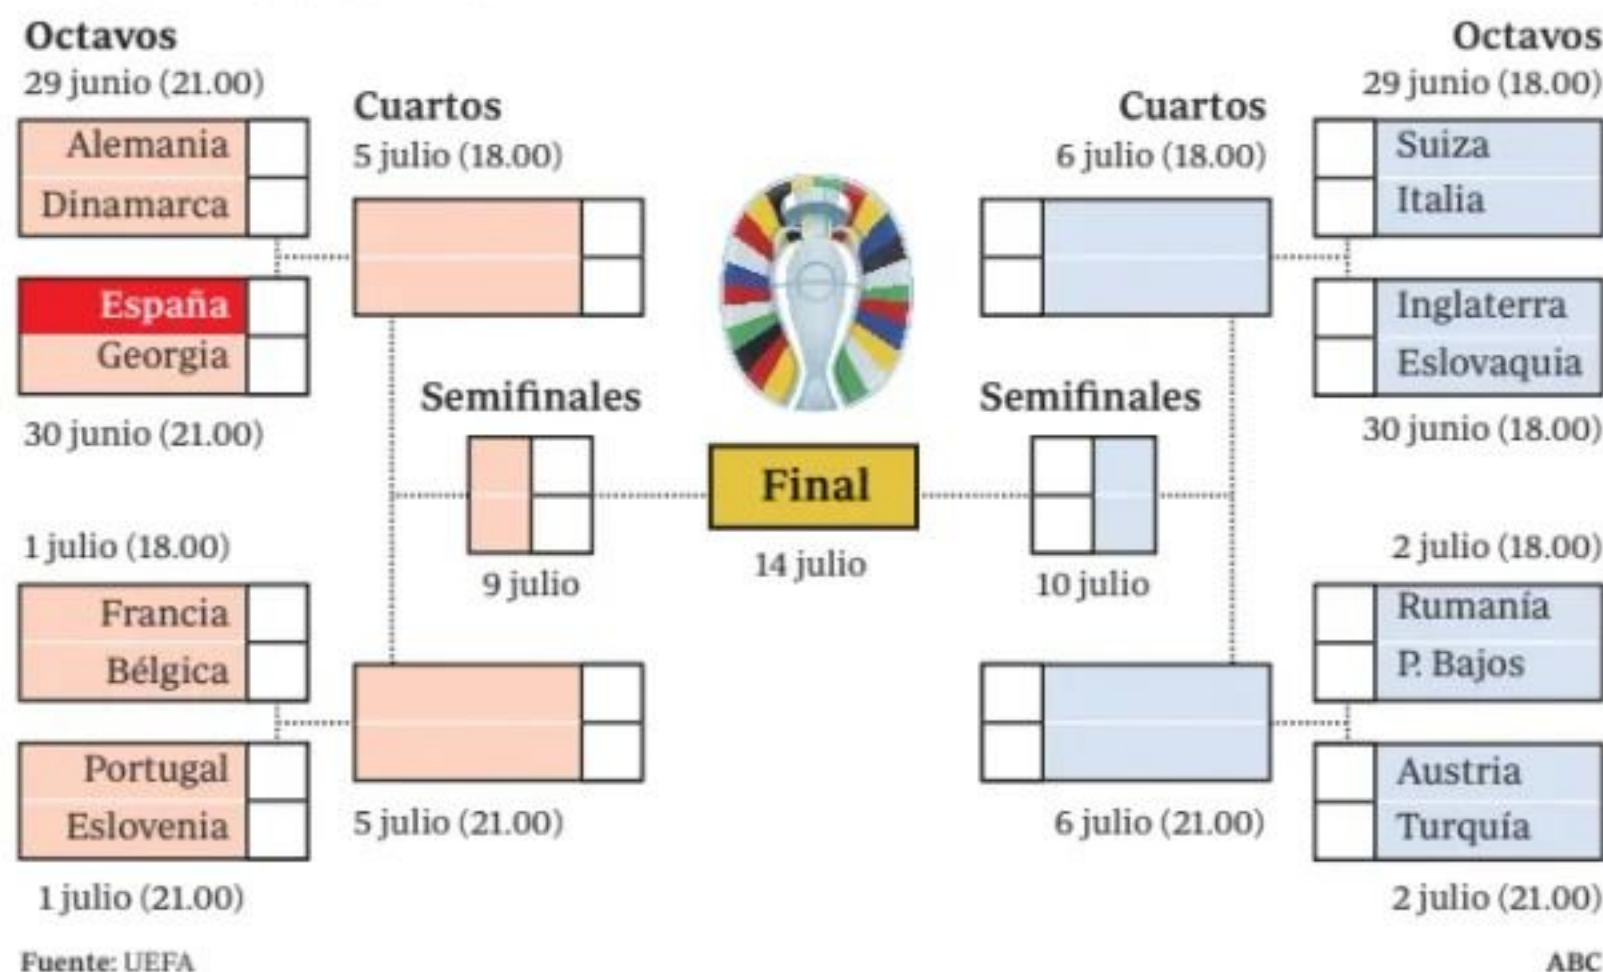 Octavos
29 junio (21.00)
Alemania
Dinamarca
España
Georgia
30 junio (21.00)
1 julio (18.00)
Francia
Bélgica
Portugal
Eslovenia
1 julio (21.00)
Cuartos
5 julio (18.00)
5 julio (21.00)
Semifinales
9 julio
Final
14 julio
Semifinales
10 julio
Cuartos
6 julio (18.00)
6 julio (21.00)
Octavos
29 junio (18.00)
Suiza
Italia
Inglaterra
Eslovaquia
30 junio (18.00)
2 julio (18.00)
Rumanía
P. Bajos
Austria
Turquía
2 julio (21.00)
Fuente: UEFA
ABC